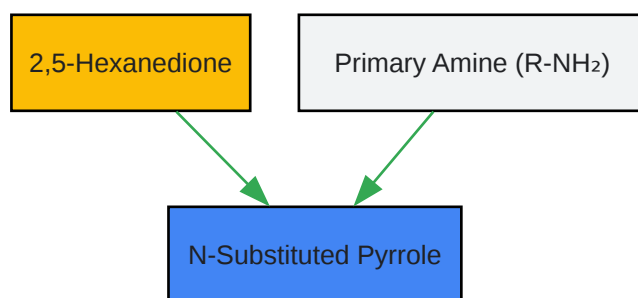 2,5-Hexanedione
Primary Amine (R-NH₂)
N-Substituted Pyrrole